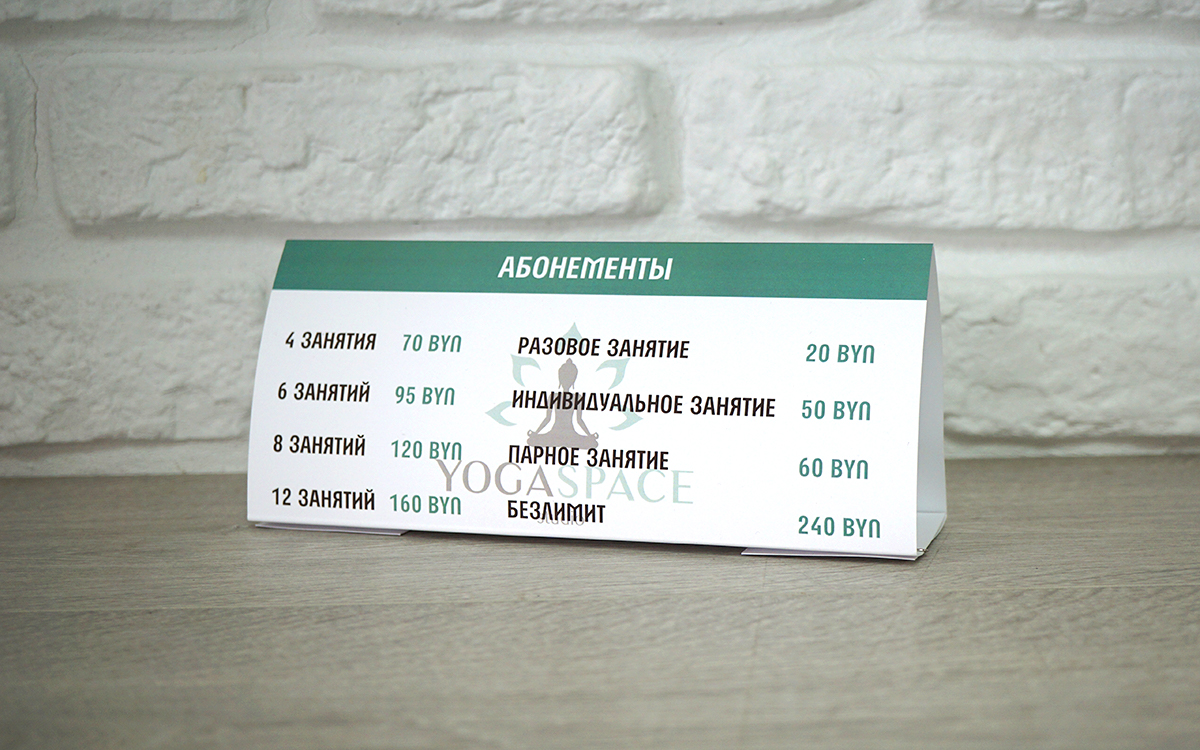 АБОНЕМЕНТЫ
4 ЗАНЯТИЯ 70 BYN
6 ЗАНЯТИЙ 95 BYN
8 ЗАНЯТИЙ 120 BYN
12 ЗАНЯТИЙ 160 BYN
РАЗОВОЕ ЗАНЯТИЕ 20 BYN
ИНДИВИДУАЛЬНОЕ ЗАНЯТИЕ 50 BYN
ПАРНОЕ ЗАНЯТИЕ 60 BYN
БЕЗЛИМИТ 240 BYN
YOGASPACE
studio